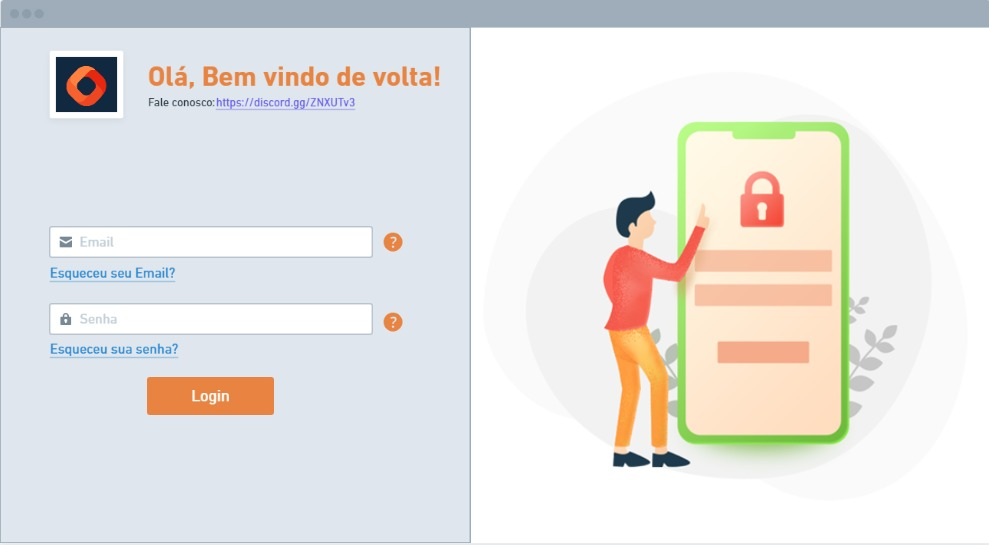 Olá, Bem vindo de volta!
Fale conosco:https://discord.gg/ZNXUTv3
Email
?
Esqueceu seu Email?
Senha
?
Esqueceu sua senha?
Login